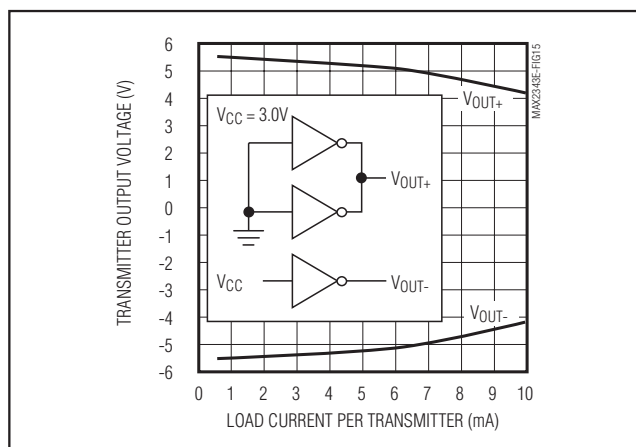 6
5
4
3
2
1
0
-1
-2
-3
-4
-5
-6
TRANSMITTER OUTPUT VOLTAGE (V)
MAX2343E-FIG15
VCC = 3.0V
VOUT+
VOUT+
VCC
VOUT-
VOUT-
0 1 2 3 4 5 6 7 8 9 10
LOAD CURRENT PER TRANSMITTER (mA)